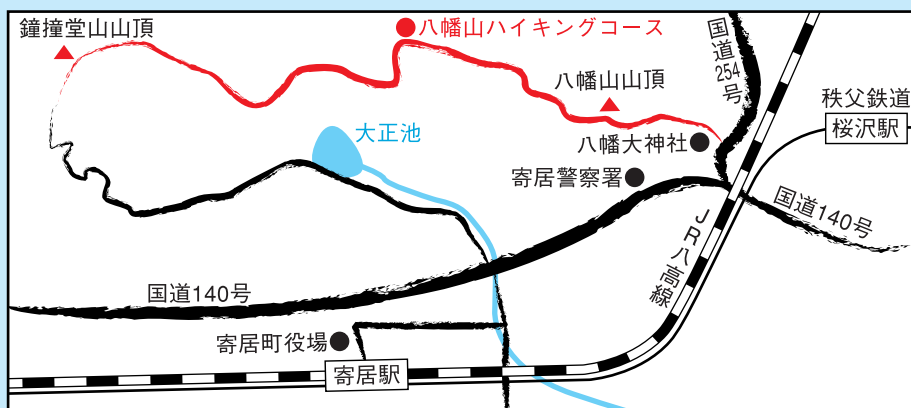 鐘撞堂山山頂
八幡山ハイキングコース
国道254号
八幡山山頂
秩父鉄道
桜沢駅
大正池
八幡大神社
寄居警察署
国道140号
JR八高線
国道140号
寄居町役場
寄居駅